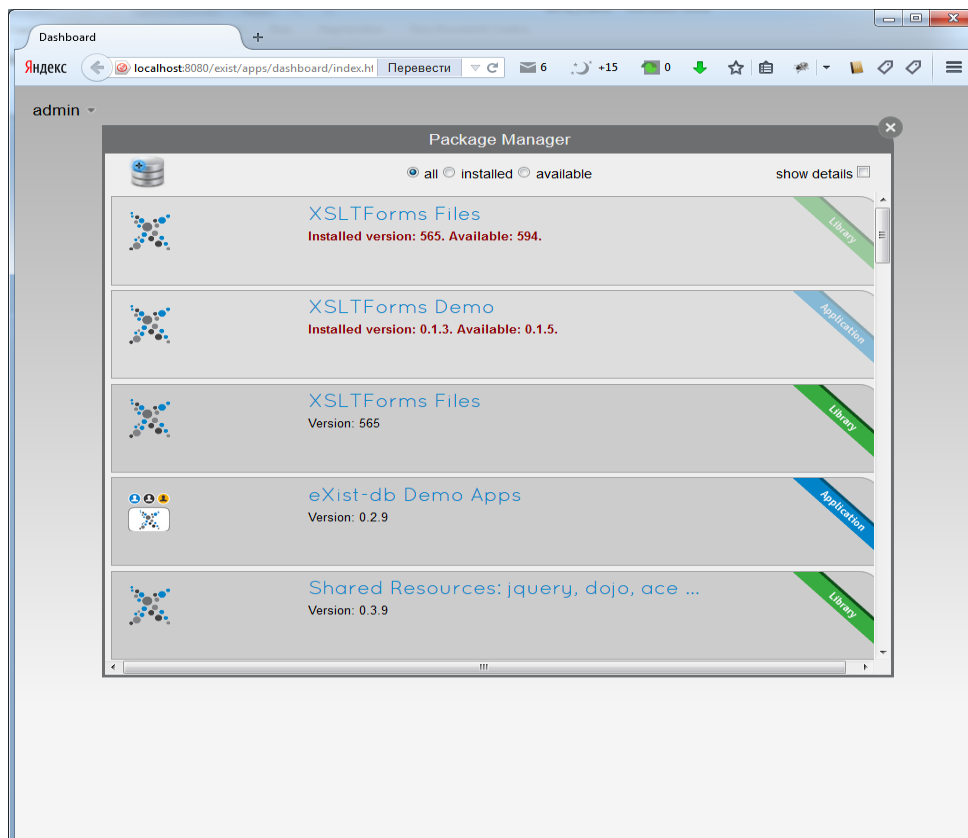 Dashboard
Яндекс localhost:8080/exist/apps/dashboard/index.ht Перевести 6 +15 0
admin
Package Manager
all installed available show details
XSLTForms Files
Installed version: 565. Available: 594.
Library
XSLTForms Demo
Installed version: 0.1.3. Available: 0.1.5.
Application
XSLTForms Files
Version: 565
Library
eXist-db Demo Apps
Version: 0.2.9
Application
Shared Resources: jquery, dojo, ace ...
Version: 0.3.9
Library